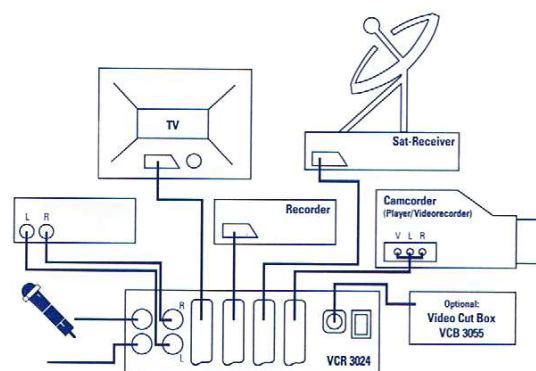 TV
Sat-Receiver
L R
Recorder
Camcorder
(Player/Videorecorder)
V L R
R
L
VCR 3024
Optional:
Video Cut Box
VCB 3055